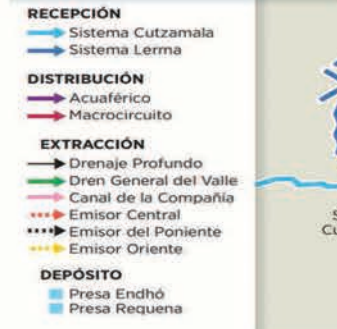 RECEPCIÓN
Sistema Cutzamala
Sistema Lerma
DISTRIBUCIÓN
Acuaférico
Macrocircuito
EXTRACCIÓN
Drenaje Profundo
Dren General del Valle
Canal de la Compañía
Emisor Central
Emisor del Poniente
Emisor Oriente
DEPÓSITO
Presa Endhó
Presa Requena
S
Cu